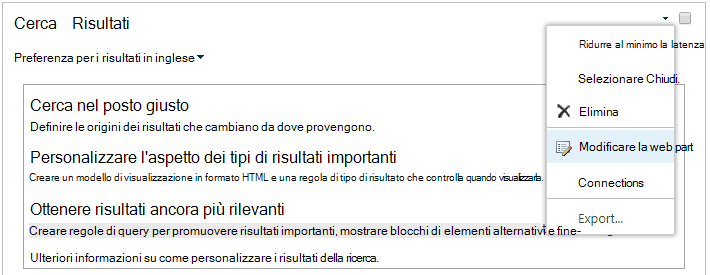 Cerca Risultati
Preferenza per i risultati in inglese
Cerca nel posto giusto
Definire le origini dei risultati che cambiano da dove provengono.
Personalizzare l'aspetto dei tipi di risultati importanti
Creare un modello di visualizzazione in formato HTML e una regola di tipo di risultato che controlla quando visualizzarla.
Ottenere risultati ancora più rilevanti
Creare regole di query per promuovere risultati importanti, mostrare blocchi di elementi alternativi e fine-
Ulteriori informazioni su come personalizzare i risultati della ricerca.
Ridurre al minimo la latenza
Selezionare Chiudi.
Elimina
Modificare la web part
Connections
Export...